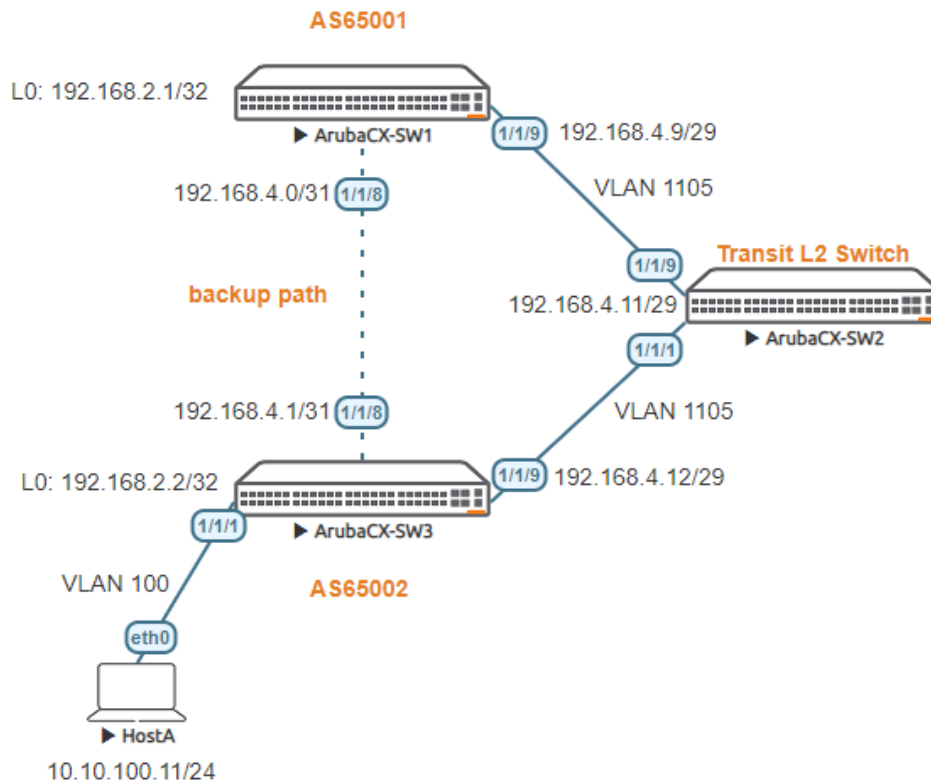 AS65001
L0: 192.168.2.1/32
▶ ArubaCX-SW1
1/1/9
192.168.4.9/29
192.168.4.0/31
1/1/8
VLAN 1105
Transit L2 Switch
1/1/9
backup path
192.168.4.11/29
▶ ArubaCX-SW2
1/1/1
192.168.4.1/31
1/1/8
VLAN 1105
L0: 192.168.2.2/32
1/1/9
192.168.4.12/29
1/1/1
▶ ArubaCX-SW3
VLAN 100
AS65002
eth0
▶ HostA
10.10.100.11/24